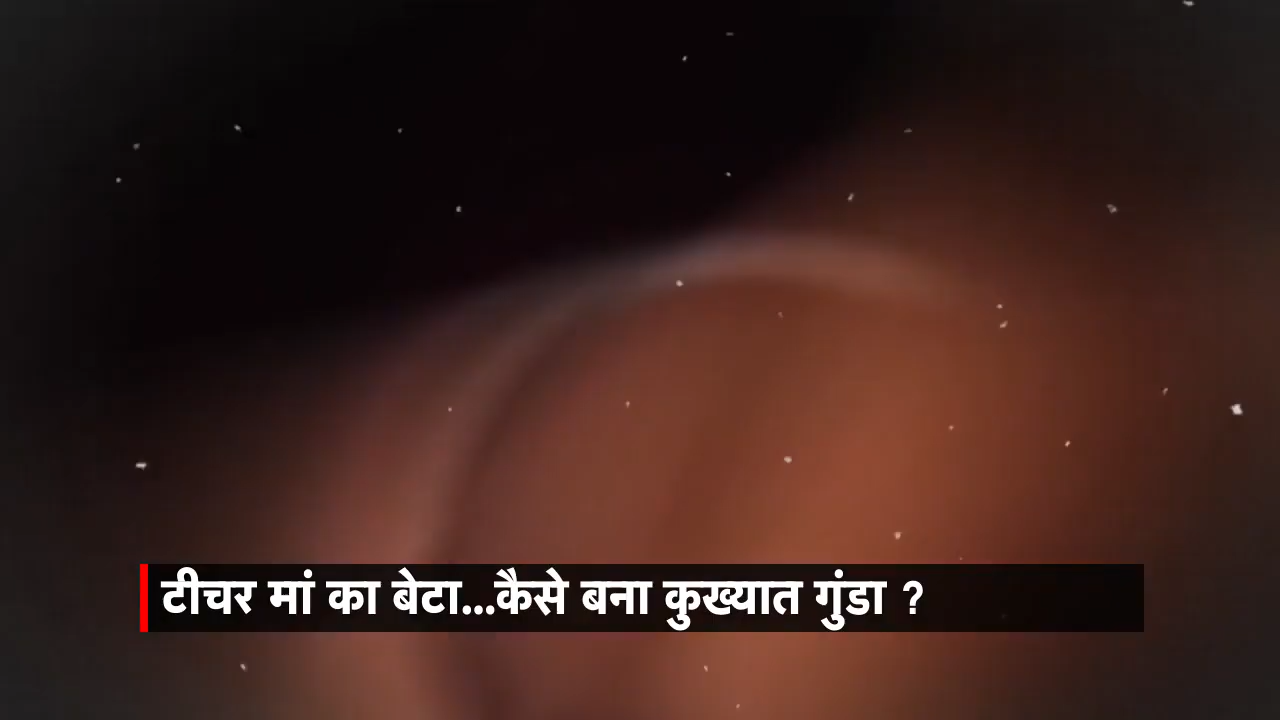 टीचर मां का बेटा...कैसे बना कुख्यात गुंडा ?